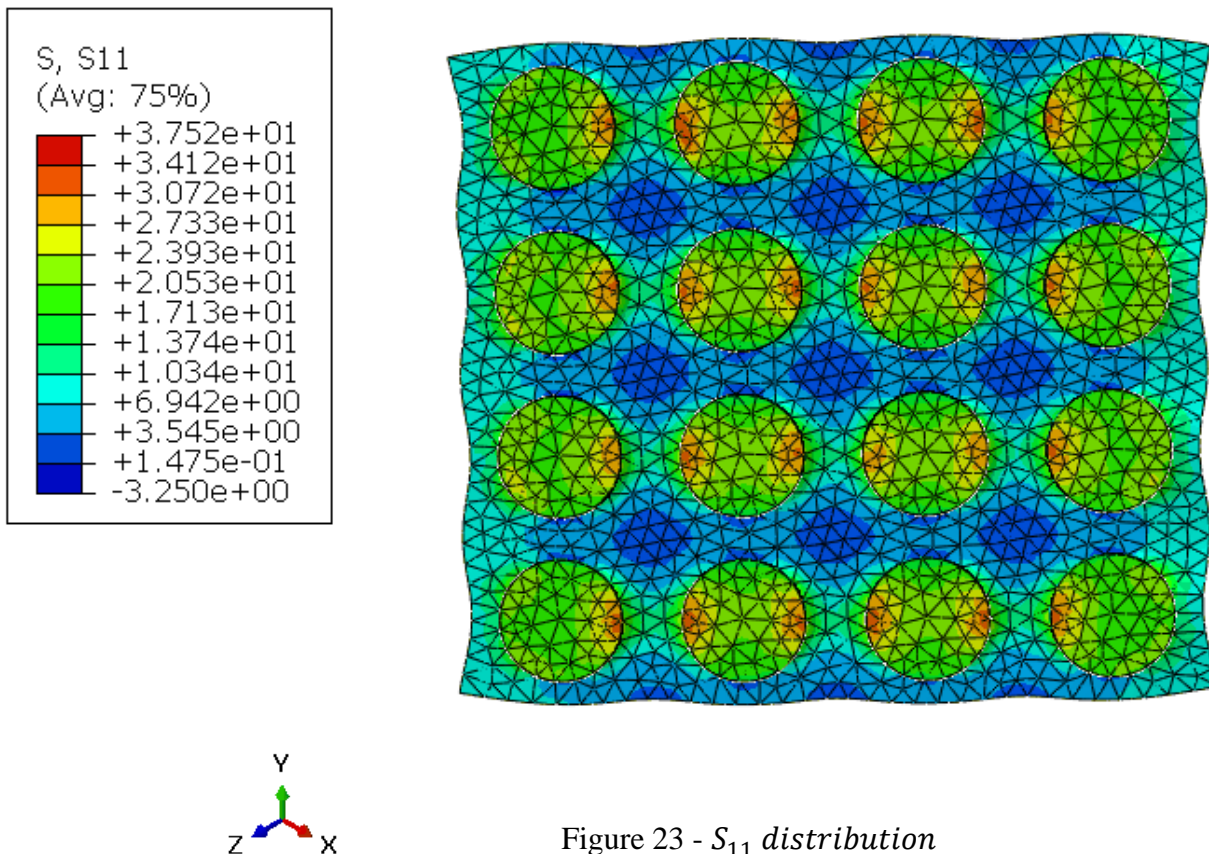 S, S11
(Avg: 75%)
+3.752e+01
+3.412e+01
+3.072e+01
+2.733e+01
+2.393e+01
+2.053e+01
+1.713e+01
+1.374e+01
+1.034e+01
+6.942e+00
+3.545e+00
+1.475e-01
-3.250e+00
Y
Z X
Figure 23 - S₁₁ distribution